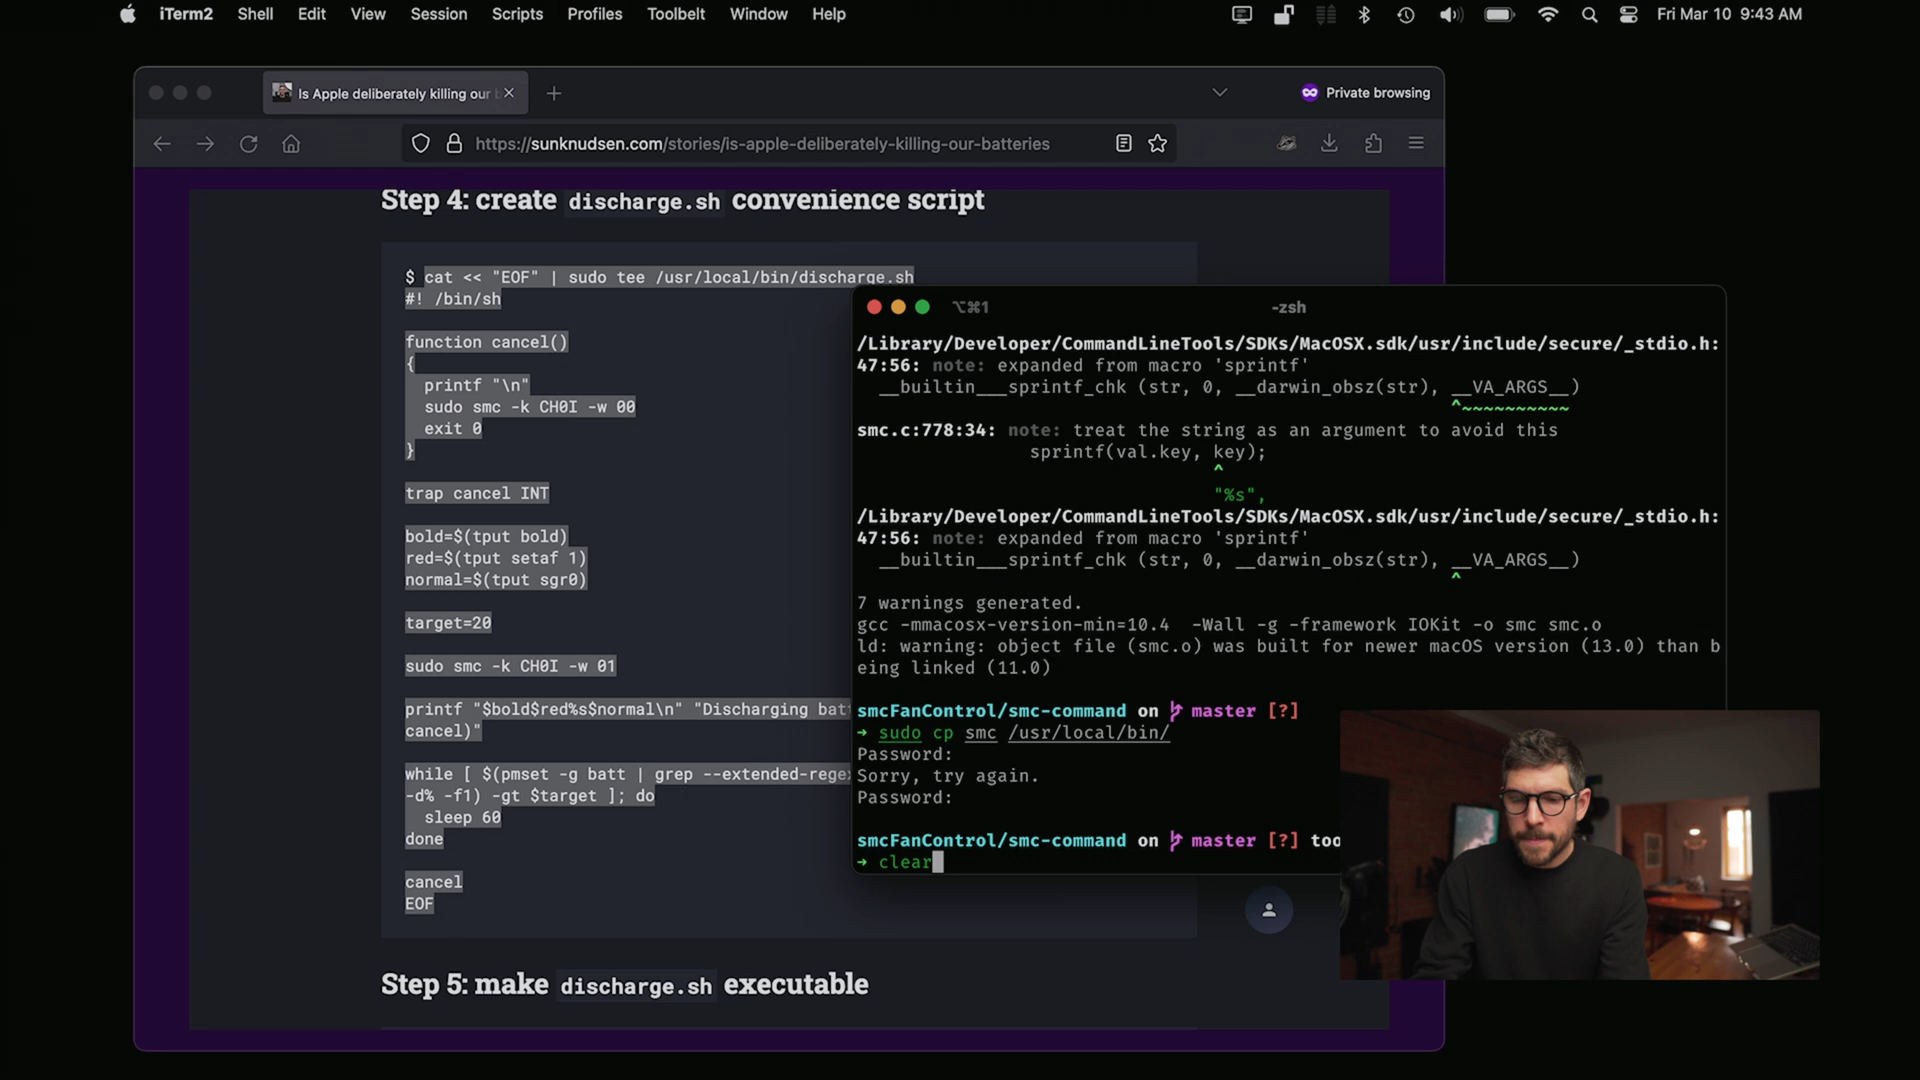 iTerm2 Shell Edit View Session Scripts Profiles Toolbelt Window Help Fri Mar 10 9:43 AM
Is Apple deliberately killing our
Private browsing
https://sunknudsen.com/stories/is-apple-deliberately-killing-our-batteries
Step 4: create discharge.sh convenience script
$ cat << "EOF" | sudo tee /usr/local/bin/discharge.sh
#! /bin/sh
function cancel()
{
printf "\n"
sudo smc -k CH0I -w 00
exit 0
}
trap cancel INT
bold=$(tput bold)
red=$(tput setaf 1)
normal=$(tput sgr0)
target=20
sudo smc -k CH0I -w 01
printf "$bold$red%s$normal\n" "Discharging bat
cancel)"
while [ $(pmset -g batt | grep --extended-rege
-d% -f1) -gt $target ]; do
sleep 60
done
cancel
EOF
Step 5: make discharge.sh executable
⌥⌘1 -zsh
/Library/Developer/CommandLineTools/SDKs/MacOSX.sdk/usr/include/secure/_stdio.h:
47:56: note: expanded from macro 'sprintf'
__builtin___sprintf_chk (str, 0, __darwin_obsz(str), __VA_ARGS__)
^~~~~~~~~~~
smc.c:778:34: note: treat the string as an argument to avoid this
sprintf(val.key, key);
^
"%s",
/Library/Developer/CommandLineTools/SDKs/MacOSX.sdk/usr/include/secure/_stdio.h:
47:56: note: expanded from macro 'sprintf'
__builtin___sprintf_chk (str, 0, __darwin_obsz(str), __VA_ARGS__)
^
7 warnings generated.
gcc -mmacosx-version-min=10.4 -Wall -g -framework IOKit -o smc smc.o
ld: warning: object file (smc.o) was built for newer macOS version (13.0) than b
eing linked (11.0)
smcFanControl/smc-command on master [?]
➜ sudo cp smc /usr/local/bin/
Password:
Sorry, try again.
Password:
smcFanControl/smc-command on master [?] too
➜ clear